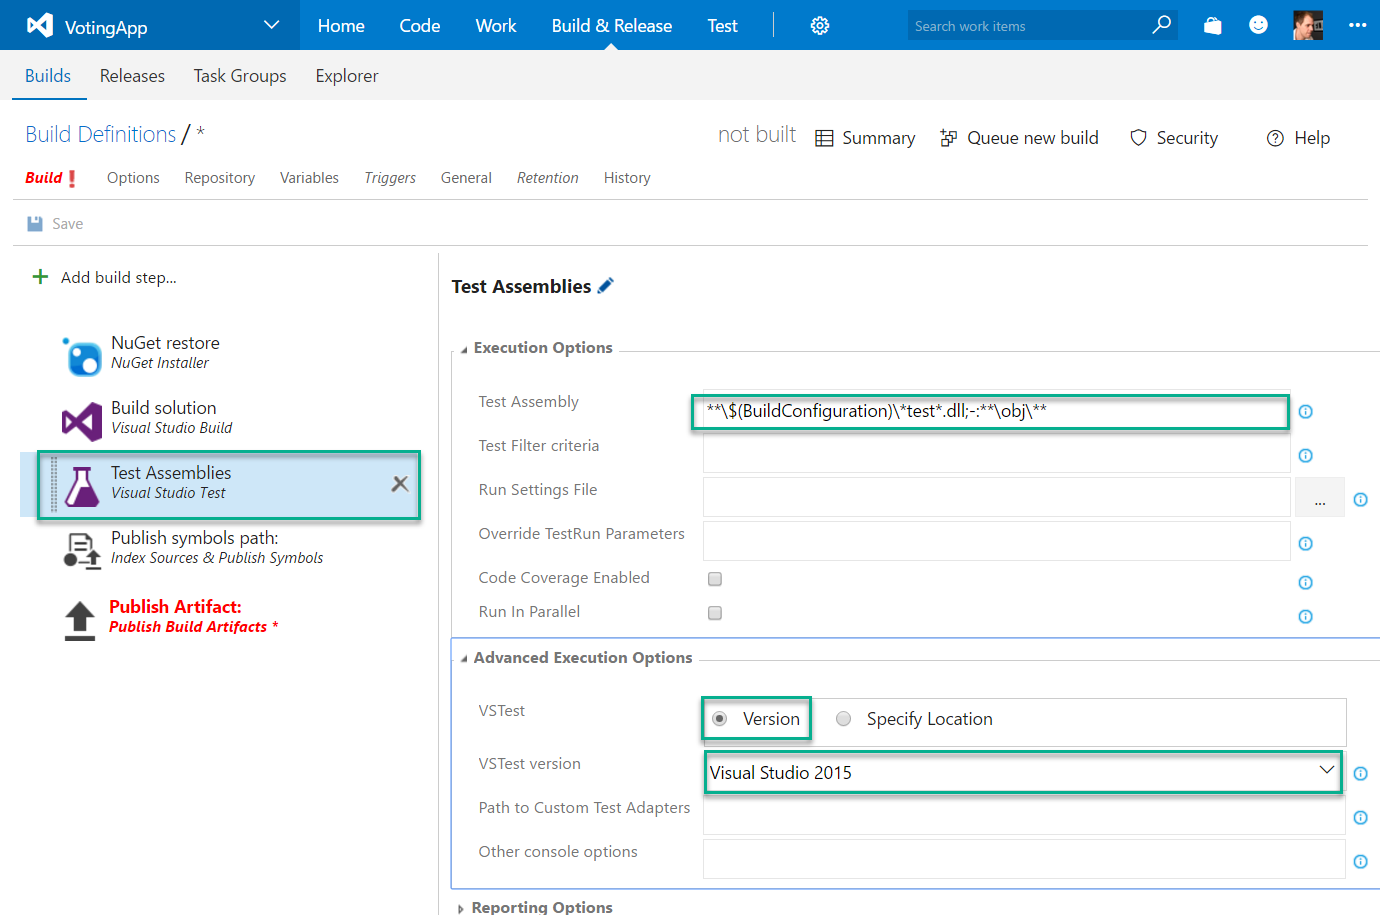 VotingApp Home Code Work Build & Release Test Search work items
Builds Releases Task Groups Explorer
Build Definitions / * not built Summary Queue new build Security Help
Build ! Options Repository Variables Triggers General Retention History
Save
Add build step...
NuGet restore
NuGet Installer
Build solution
Visual Studio Build
Test Assemblies
Visual Studio Test
Publish symbols path:
Index Sources & Publish Symbols
Publish Artifact:
Publish Build Artifacts *
Test Assemblies
Execution Options
Test Assembly **\$(BuildConfiguration)\*test*.dll;-:**\obj\**
Test Filter criteria
Run Settings File ...
Override TestRun Parameters
Code Coverage Enabled
Run In Parallel
Advanced Execution Options
VSTest Version Specify Location
VSTest version Visual Studio 2015
Path to Custom Test Adapters
Other console options
Reporting Options